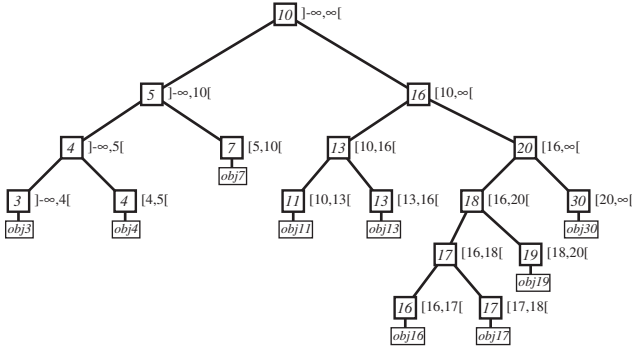 10 ]-∞,∞[
5 ]-∞,10[ 16 [10,∞[
4 ]-∞,5[ 7 [5,10[ 13 [10,16[ 20 [16,∞[
obj7
3 ]-∞,4[ 4 [4,5[ 11 [10,13[ 13 [13,16[ 18 [16,20[ 30 [20,∞[
obj3 obj4 obj11 obj13 obj30
17 [16,18[ 19 [18,20[
obj19
16 [16,17[ 17 [17,18[
obj16 obj17